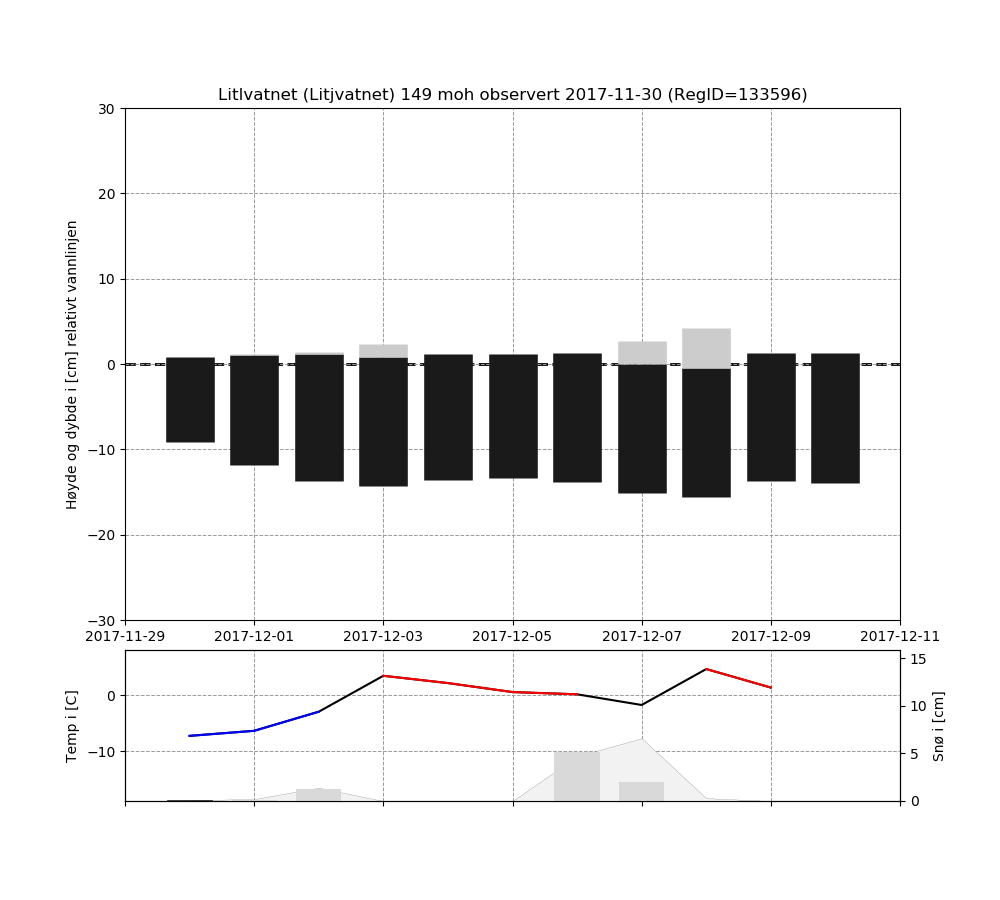 Litlvatnet (Litjvatnet) 149 moh observert 2017-11-30 (RegID=133596)
30
20
10
0
−10
−20
−30
Høyde og dybde i [cm] relativt vannlinjen
2017-11-29 2017-12-01 2017-12-03 2017-12-05 2017-12-07 2017-12-09 2017-12-11
Temp i [C]
0
−10
15
10
5
0
Snø i [cm]